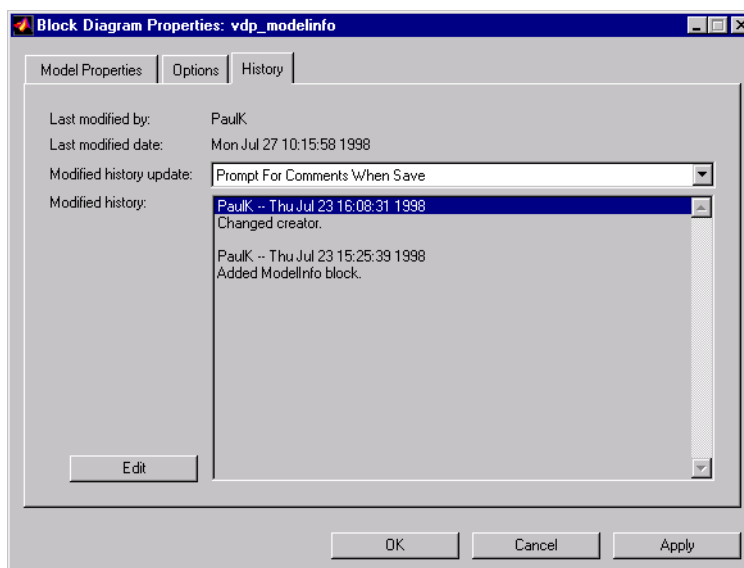 Block Diagram Properties: vdp_modelinfo
Model Properties
Options
History
Last modified by:
PaulK
Last modified date:
Mon Jul 27 10:15:58 1998
Modified history update:
Prompt For Comments When Save
Modified history:
PaulK -- Thu Jul 23 16:08:31 1998
Changed creator.
PaulK -- Thu Jul 23 15:25:39 1998
Added ModelInfo block.
Edit
OK
Cancel
Apply